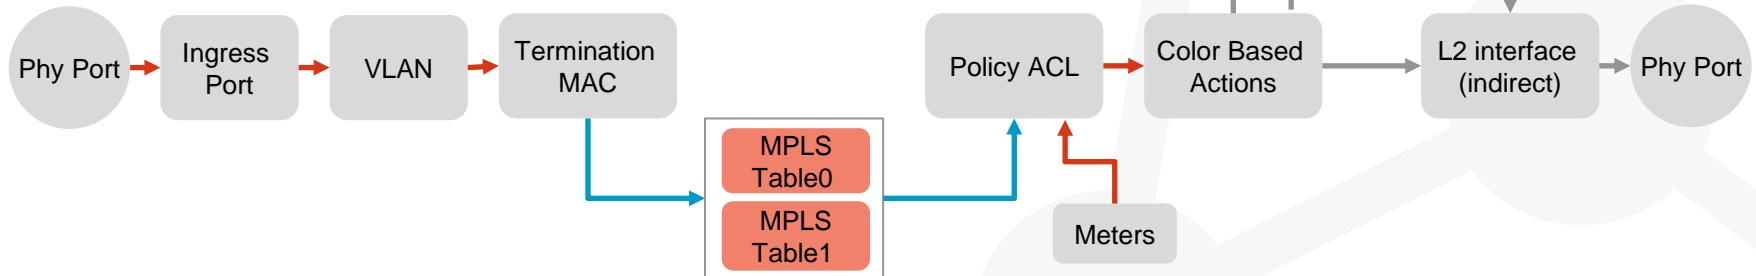 Phy Port
Ingress
Port
VLAN
Termination
MAC
MPLS
Table0
MPLS
Table1
Policy ACL
Meters
Color Based
Actions
L2 interface
(indirect)
Phy Port